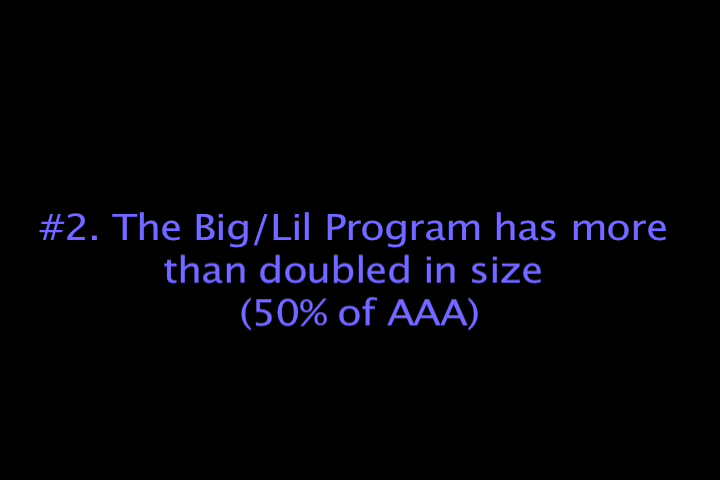 #2. The Big/Lil Program has more
than doubled in size
(50% of AAA)